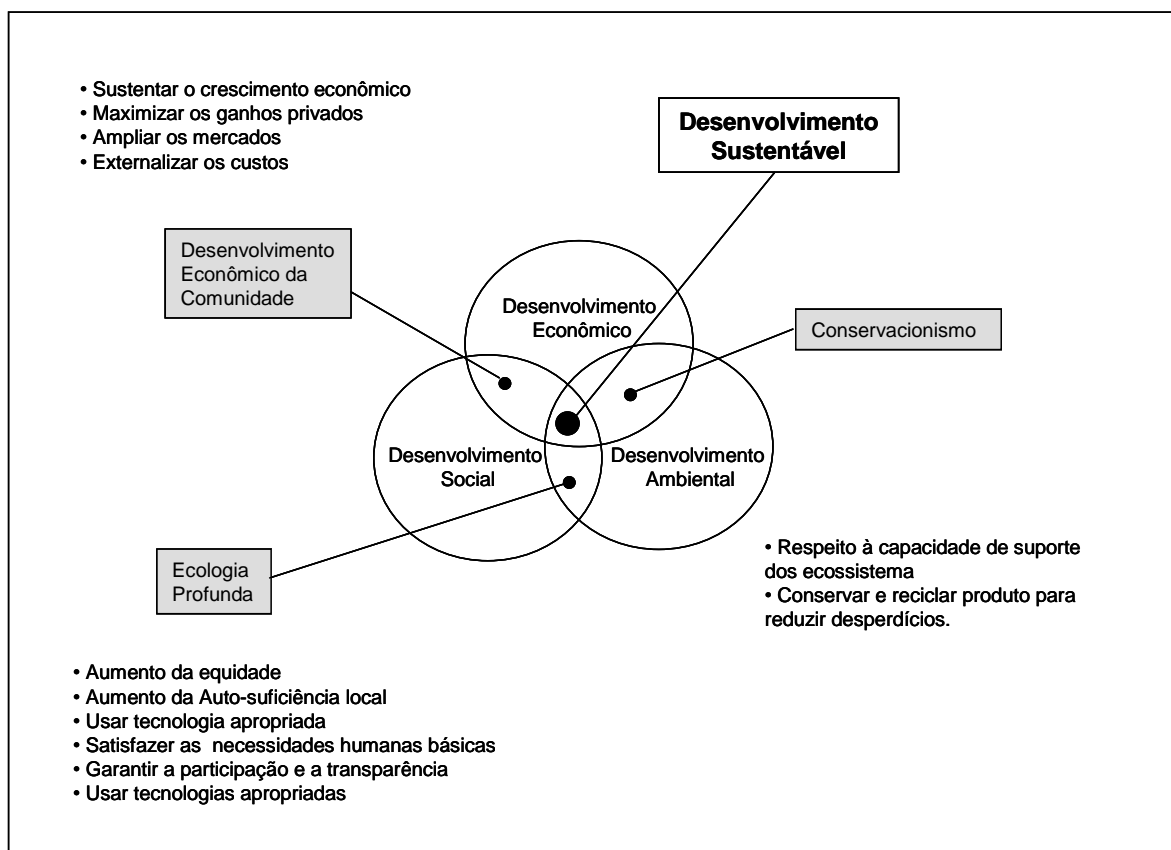 • Sustentar o crescimento econômico
• Maximizar os ganhos privados
• Ampliar os mercados
• Externalizar os custos
Desenvolvimento
Sustentável
Desenvolvimento
Econômico da
Comunidade
Desenvolvimento
Econômico
Conservacionismo
Desenvolvimento
Social
Desenvolvimento
Ambiental
Ecologia
Profunda
• Respeito à capacidade de suporte
dos ecossistema
• Conservar e reciclar produto para
reduzir desperdícios.
• Aumento da equidade
• Aumento da Auto-suficiência local
• Usar tecnologia apropriada
• Satisfazer as  necessidades humanas básicas
• Garantir a participação e a transparência
• Usar tecnologias apropriadas